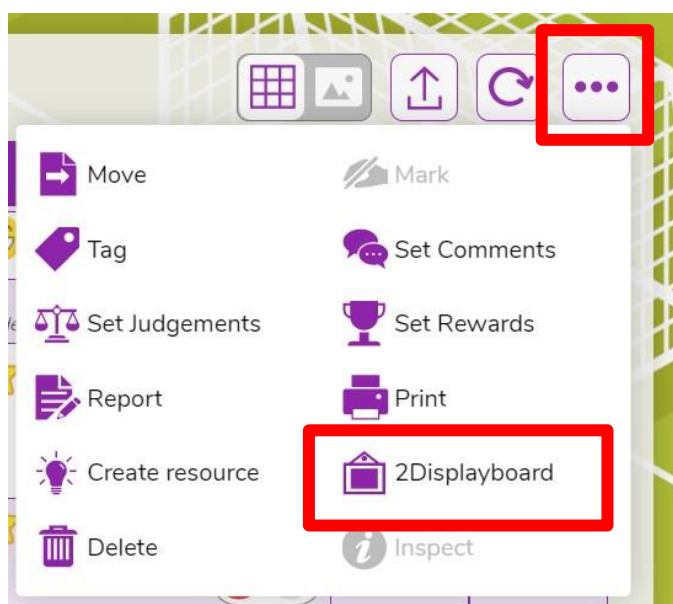 Move
Mark
Tag
Set Comments
Set Judgements
Set Rewards
Report
Print
Create resource
2Displayboard
Delete
Inspect